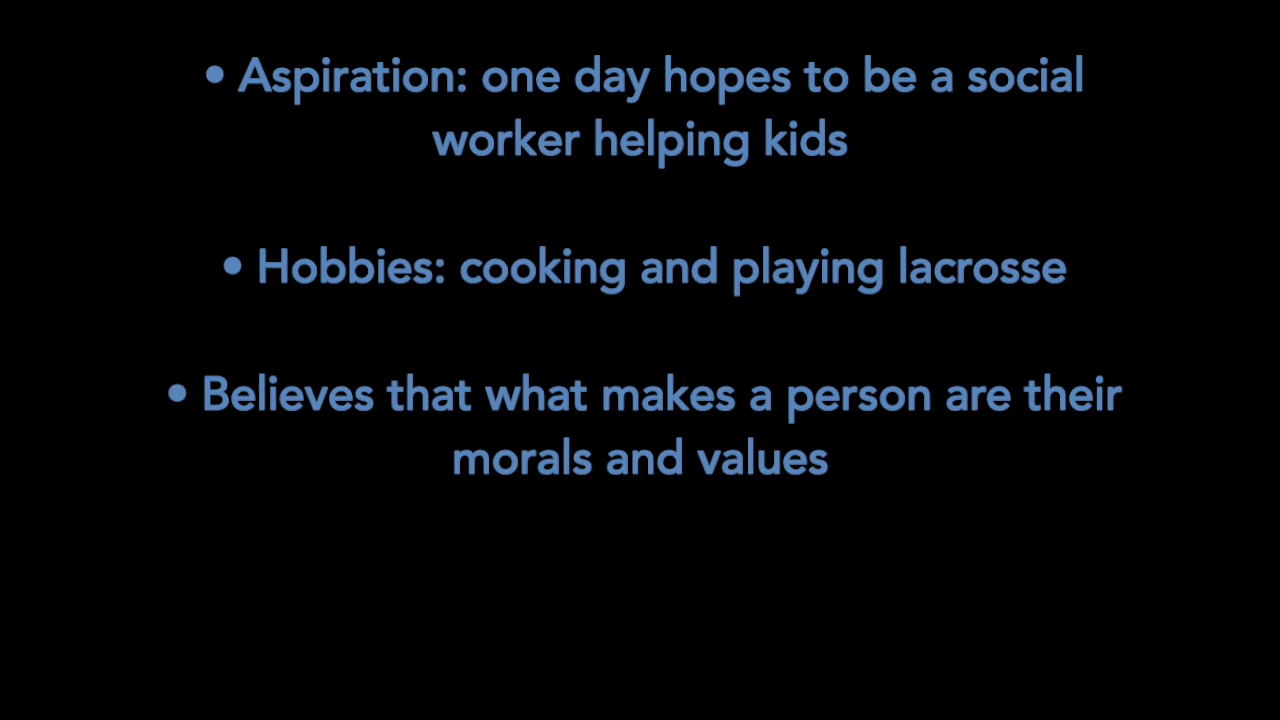 • Aspiration: one day hopes to be a social
worker helping kids
• Hobbies: cooking and playing lacrosse
• Believes that what makes a person are their
morals and values